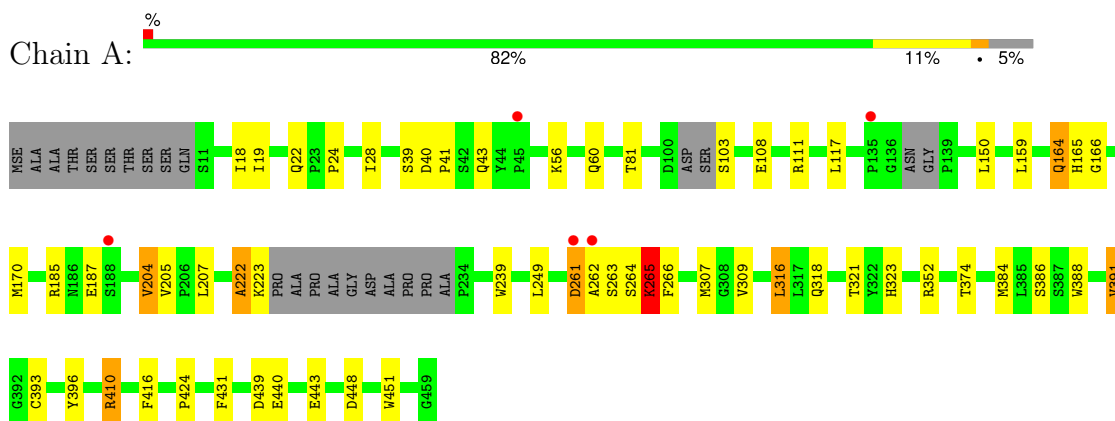 %
Chain A:
82% 11% • 5%
MSE ALA ALA THR SER SER THR SER SER GLN S11 I18 I19 Q22 P23 P24 I28 S39 D40 P41 S42 Q43 Y44 P45 K56 Q60 T81 D100 ASP SER S103 E108 R111 L117 P135 G136 ASN GLY P139 L150 L159 Q164 H165 G166
M170 R185 N186 E187 S188 V204 V205 P206 L207 A222 K223 PRO ALA PRO ALA GLY ASP ALA PRO PRO ALA P234 W239 L249 D261 A262 S263 S264 K265 F266 M307 G308 V309 L316 L317 Q318 T321 Y322 H323 R352 T374 M384 L385 S386 S387 W388 V391
G392 C393 Y396 R410 F416 P424 F431 D439 E440 E443 D448 W451 G459